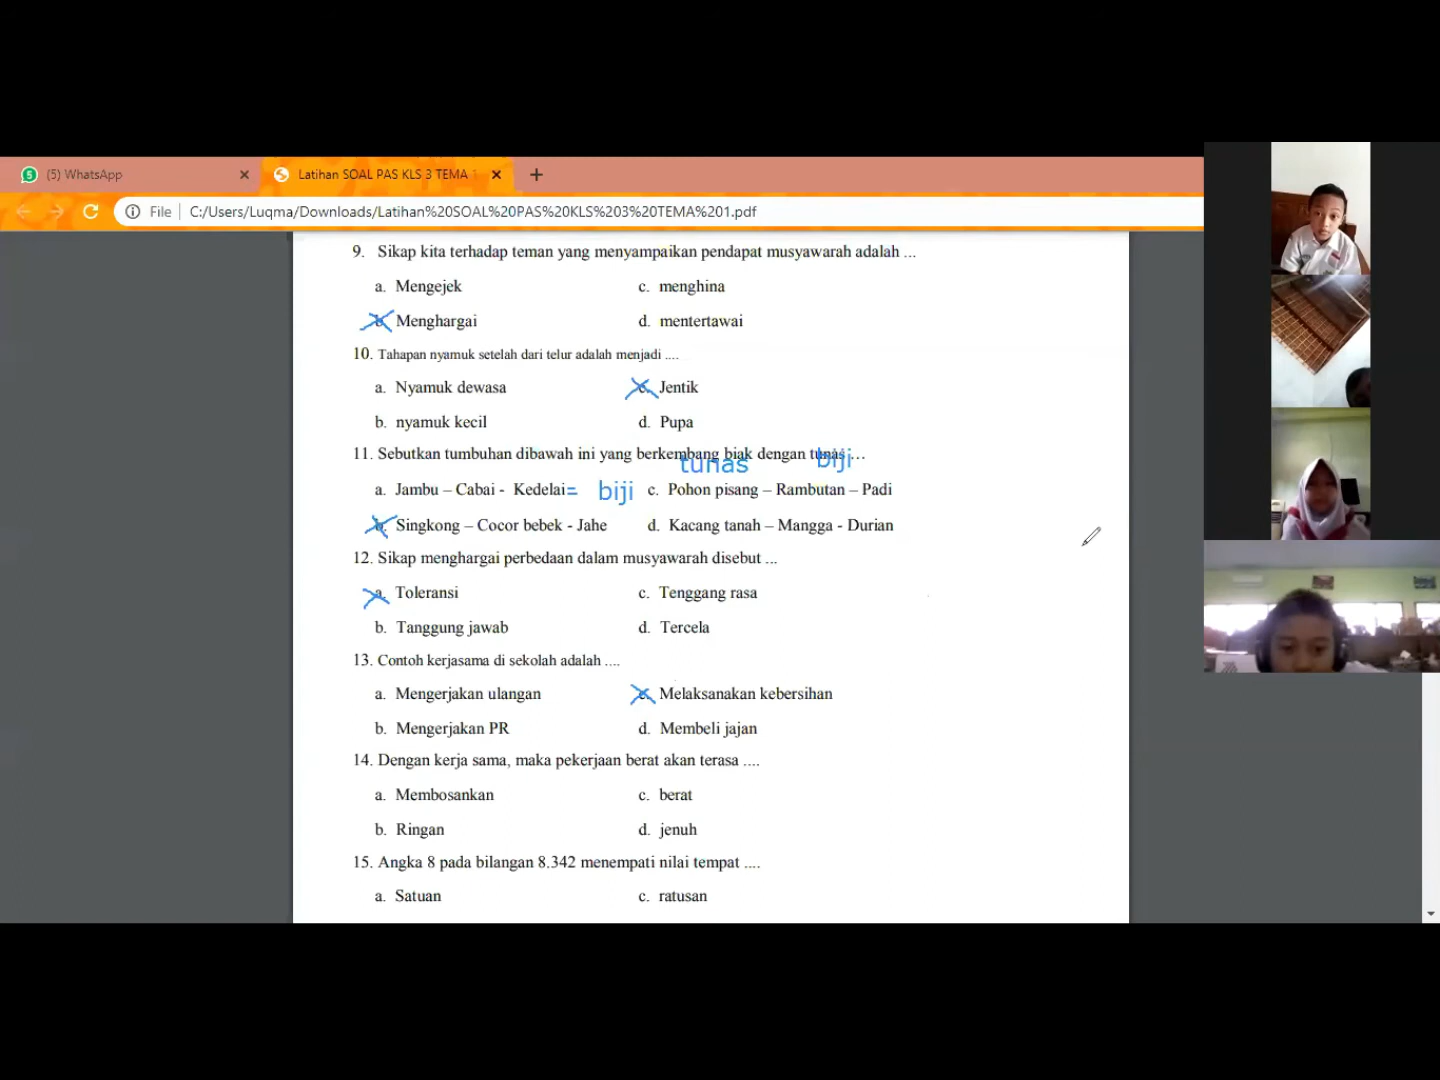 (5) WhatsApp
Latihan SOAL PAS KLS 3 TEMA 1
File
C:/Users/Luqma/Downloads/Latihan%20SOAL%20PAS%20KLS%203%20TEMA%201.pdf
9. Sikap kita terhadap teman yang menyampaikan pendapat musyawarah adalah ...
a. Mengejek c. menghina
b. Menghargai d. mentertawai
10. Tahapan nyamuk setelah dari telur adalah menjadi ....
a. Nyamuk dewasa c. Jentik
b. nyamuk kecil d. Pupa
11. Sebutkan tumbuhan dibawah ini yang berkembang biak dengan tunas ...
tunas biji
a. Jambu – Cabai - Kedelai = biji c. Pohon pisang – Rambutan – Padi
b. Singkong – Cocor bebek - Jahe d. Kacang tanah – Mangga - Durian
12. Sikap menghargai perbedaan dalam musyawarah disebut ...
a. Toleransi c. Tenggang rasa
b. Tanggung jawab d. Tercela
13. Contoh kerjasama di sekolah adalah ....
a. Mengerjakan ulangan c. Melaksanakan kebersihan
b. Mengerjakan PR d. Membeli jajan
14. Dengan kerja sama, maka pekerjaan berat akan terasa ....
a. Membosankan c. berat
b. Ringan d. jenuh
15. Angka 8 pada bilangan 8.342 menempati nilai tempat ....
a. Satuan c. ratusan